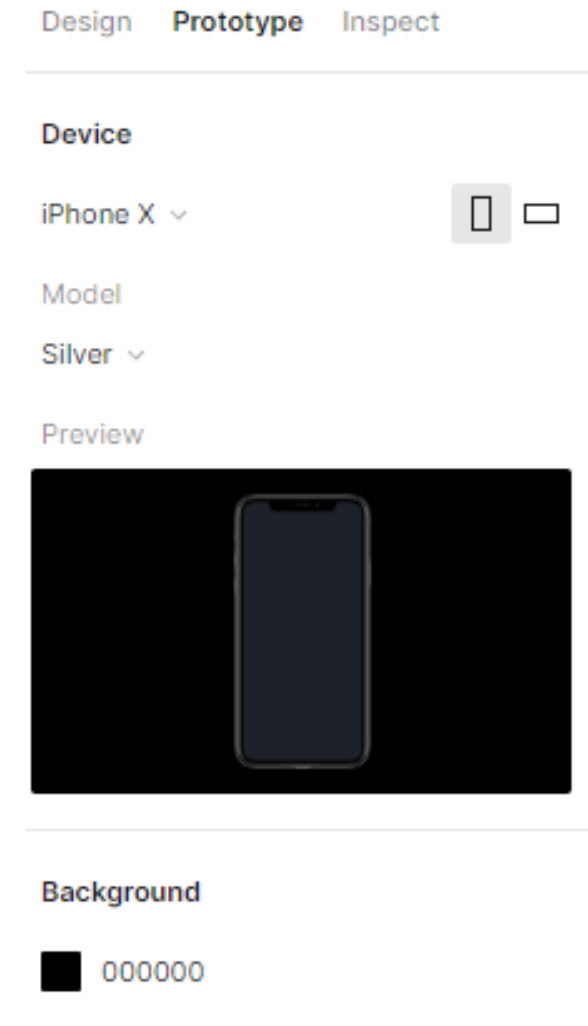 Design Prototype Inspect
Device
iPhone X
Model
Silver
Preview
Background
000000